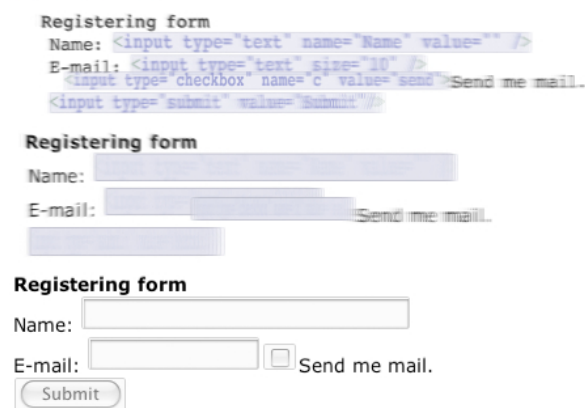 Registering form
Name: <input type="text" name="Name" value="" />
E-mail: <input type="text" size="10" />
<input type="checkbox" name="c" value="send">Send me mail.
<input type="submit" value="Submit"/>
Registering form
Name:
E-mail: Send me mail.
Registering form
Name:
E-mail: Send me mail.
Submit